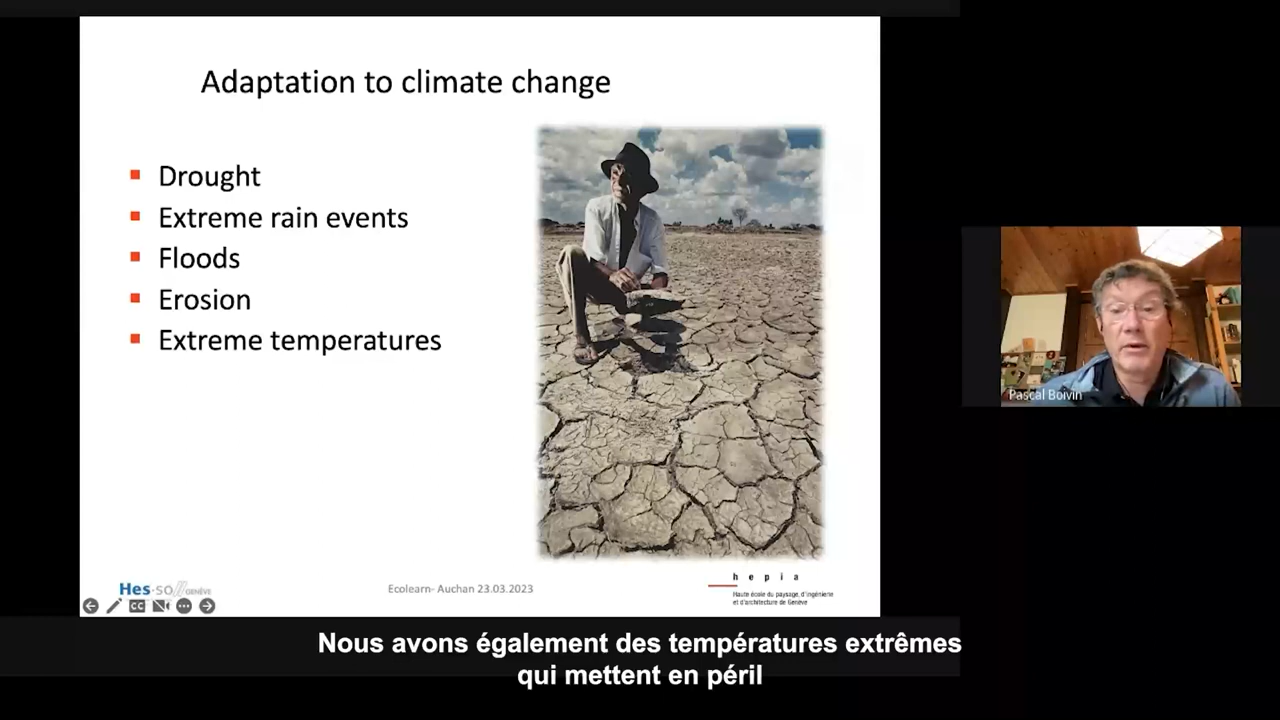 Adaptation to climate change
Drought
Extreme rain events
Floods
Erosion
Extreme temperatures
Pascal Boivin
Hes·so GENÈVE
Ecolearn- Auchan 23.03.2023
hepia
Haute école du paysage, d'ingénierie
et d'architecture de Genève
CC
Nous avons également des températures extrêmes
qui mettent en péril